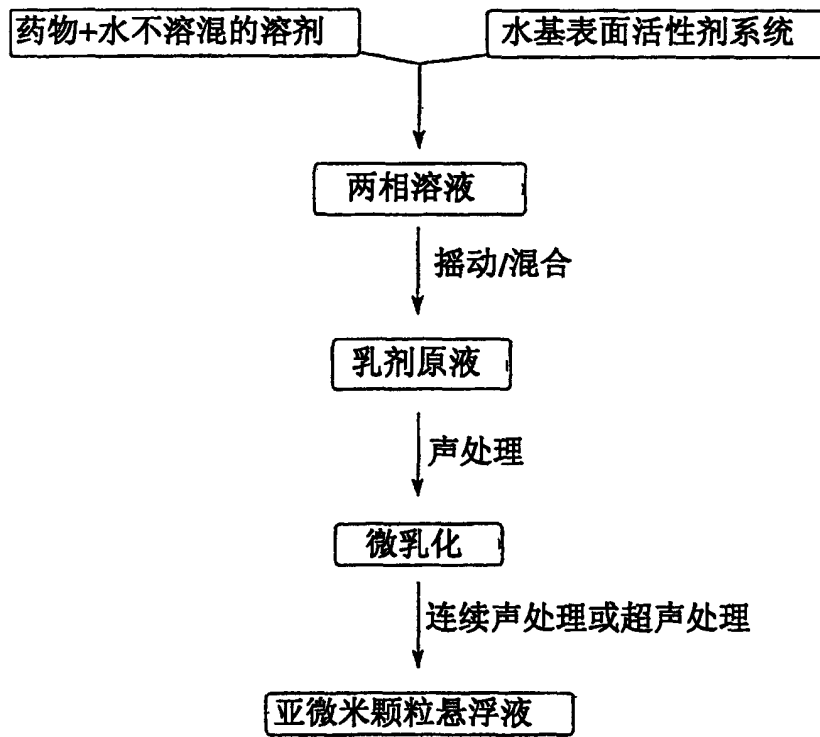 药物+水不溶混的溶剂
水基表面活性剂系统
两相溶液
摇动/混合
乳剂原液
声处理
微乳化
连续声处理或超声处理
亚微米颗粒悬浮液